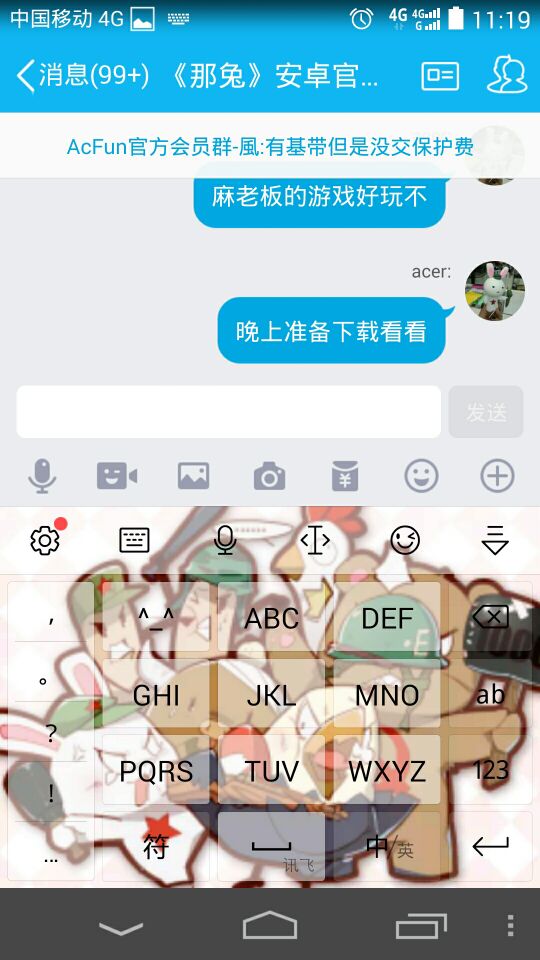 中国移动 4G 4G 4G G 11:19
消息(99+) 《那兔》安卓官...
AcFun官方会员群-風:有基带但是没交保护费
麻老板的游戏好玩不
acer:
晚上准备下载看看
发送
¥
, ^_^ ABC DEF
。 GHI JKL MNO ab
? PQRS TUV WXYZ 123
!
... 符 讯飞 中/英
E